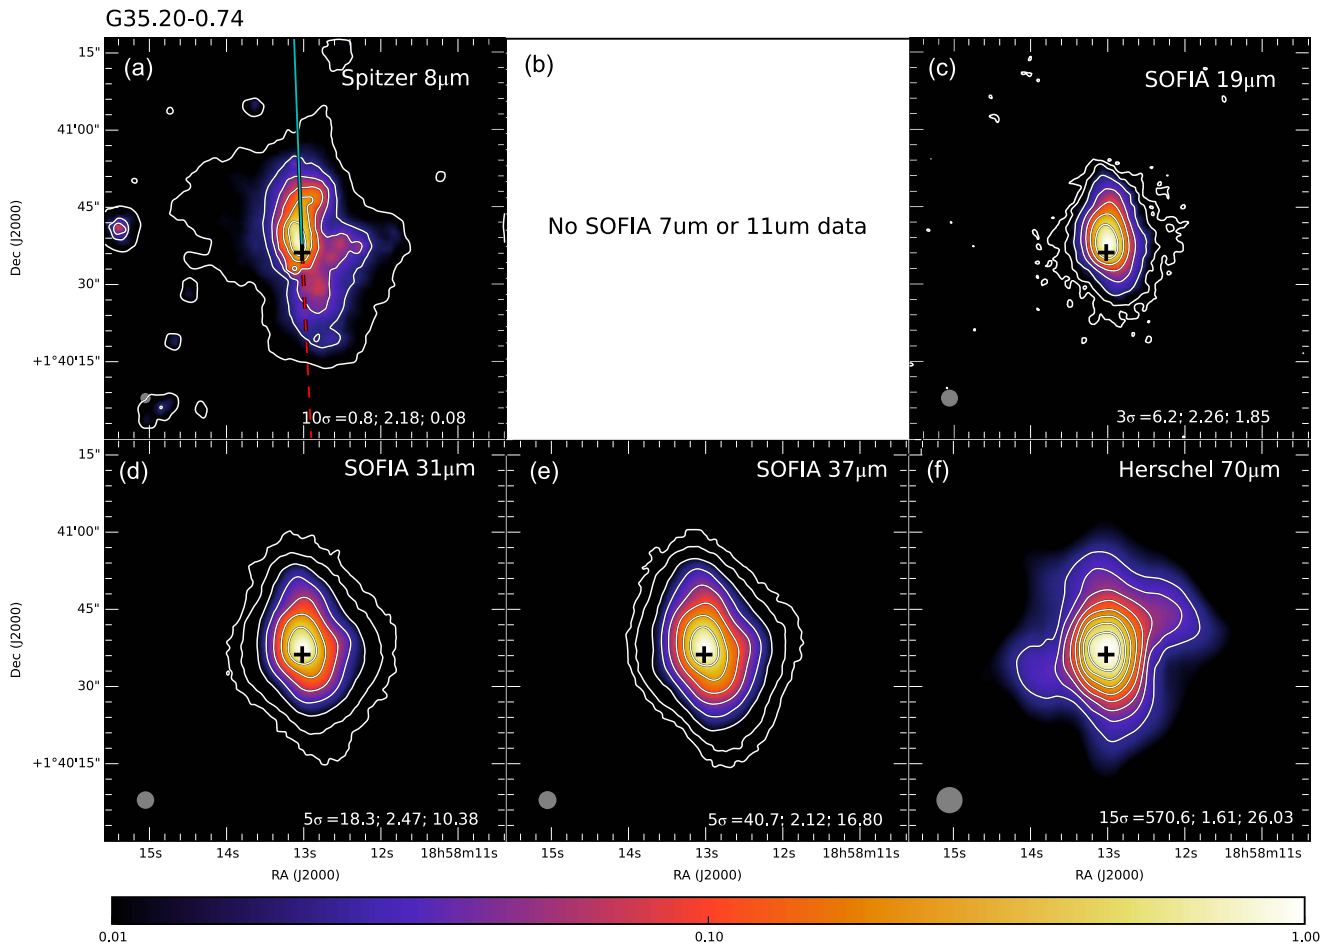 G35.20-0.74
(a)
Spitzer 8μm
15"
41'00"
45"
30"
+1°40'15"
Dec (J2000)
10σ=0.8; 2.18; 0.08
(b)
No SOFIA 7um or 11um data
(c)
SOFIA 19μm
3σ=6.2; 2.26; 1.85
(d)
SOFIA 31μm
15"
41'00"
45"
30"
+1°40'15"
Dec (J2000)
5σ=18.3; 2.47; 10.38
(e)
SOFIA 37μm
5σ=40.7; 2.12; 16.80
(f)
Herschel 70μm
15σ=570.6; 1.61; 26.03
15s 14s 13s 12s 18h58m11s
RA (J2000)
15s 14s 13s 12s 18h58m11s
RA (J2000)
15s 14s 13s 12s 18h58m11s
RA (J2000)
0.01 0.10 1.00